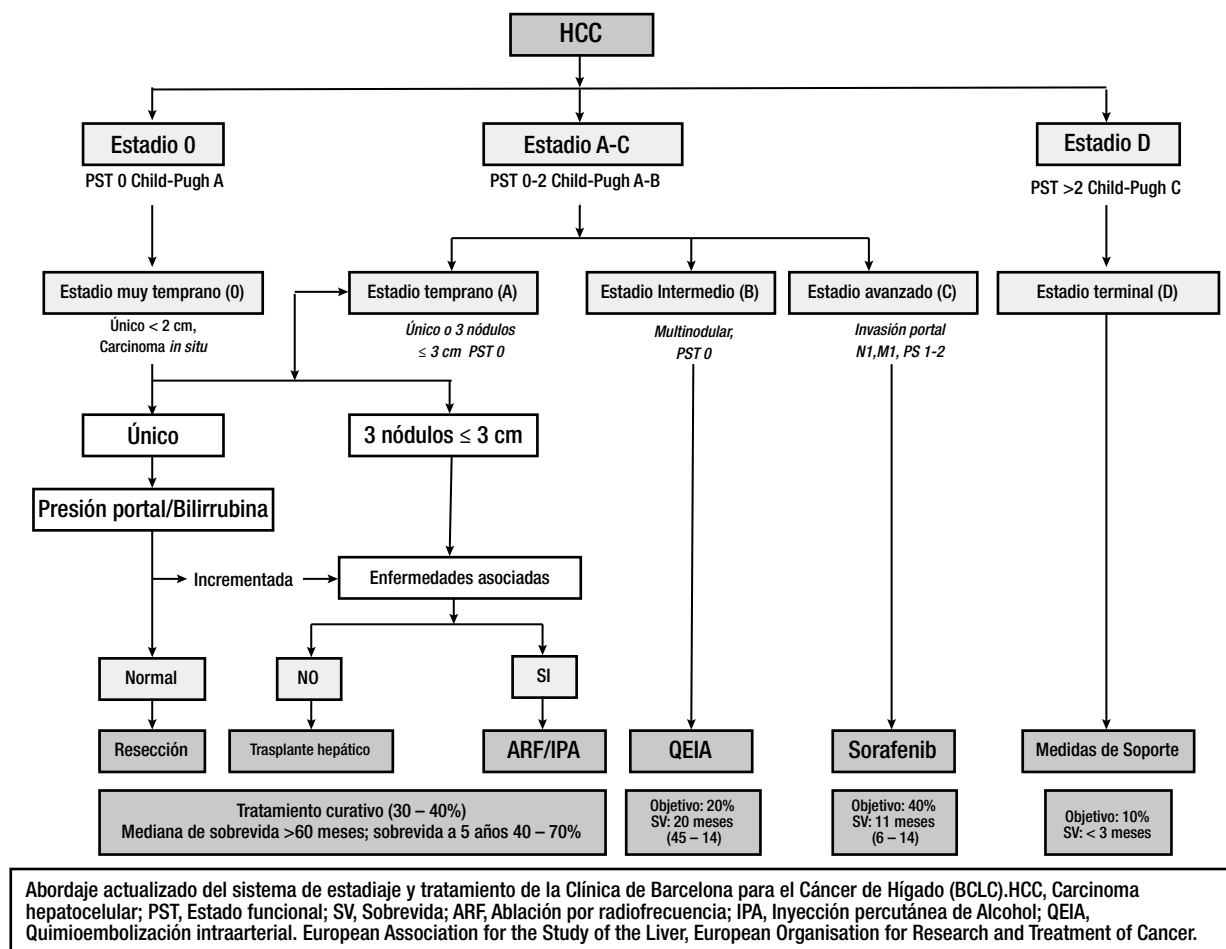 HCC
Estadio 0
PST 0 Child-Pugh A
Estadio A-C
PST 0-2 Child-Pugh A-B
Estadio D
PST >2 Child-Pugh C
Estadio muy temprano (0)
Único < 2 cm,
Carcinoma in situ
Estadio temprano (A)
Único o 3 nódulos
≤ 3 cm PST 0
Estadio Intermedio (B)
Multinodular,
PST 0
Estadio avanzado (C)
Invasión portal
N1,M1, PS 1-2
Estadio terminal (D)
Único
3 nódulos ≤ 3 cm
Presión portal/Bilirrubina
Incrementada
Enfermedades asociadas
Normal
NO
SI
Resección
Trasplante hepático
ARF/IPA
QEIA
Sorafenib
Medidas de Soporte
Tratamiento curativo (30 – 40%)
Mediana de sobrevida >60 meses; sobrevida a 5 años 40 – 70%
Objetivo: 20%
SV: 20 meses
(45 – 14)
Objetivo: 40%
SV: 11 meses
(6 – 14)
Objetivo: 10%
SV: < 3 meses
Abordaje actualizado del sistema de estadiaje y tratamiento de la Clínica de Barcelona para el Cáncer de Hígado (BCLC).HCC, Carcinoma
hepatocelular; PST, Estado funcional; SV, Sobrevida; ARF, Ablación por radiofrecuencia; IPA, Inyección percutánea de Alcohol; QEIA,
Quimioembolización intraarterial. European Association for the Study of the Liver, European Organisation for Research and Treatment of Cancer.